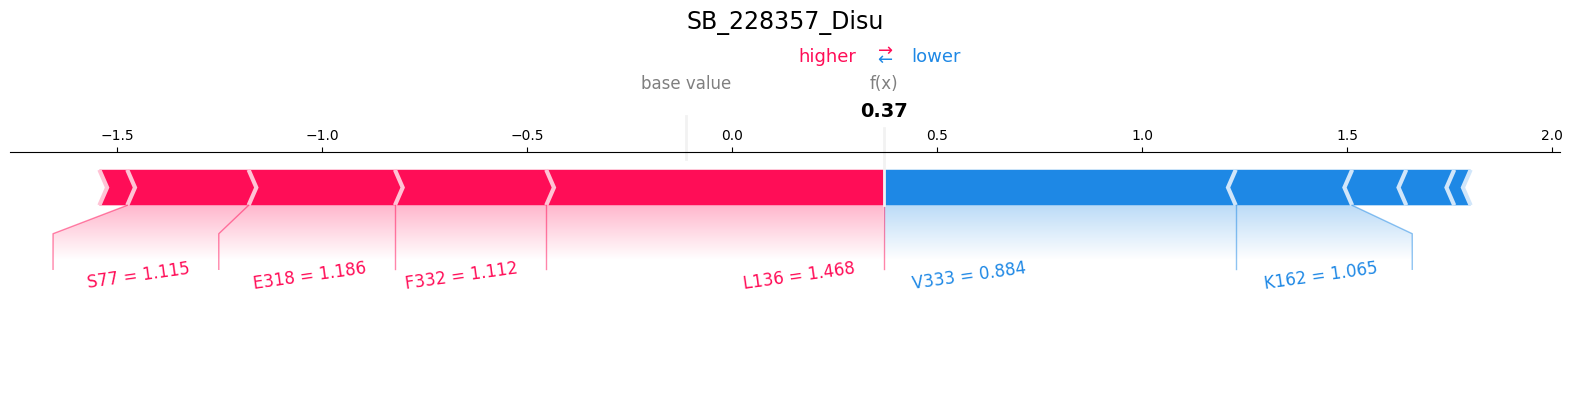 SB_228357_Disu
higher ⇄ lower
base value f(x)
0.37
−1.5 −1.0 −0.5 0.0 0.5 1.0 1.5 2.0
S77 = 1.115 E318 = 1.186 F332 = 1.112 L136 = 1.468 V333 = 0.884 K162 = 1.065